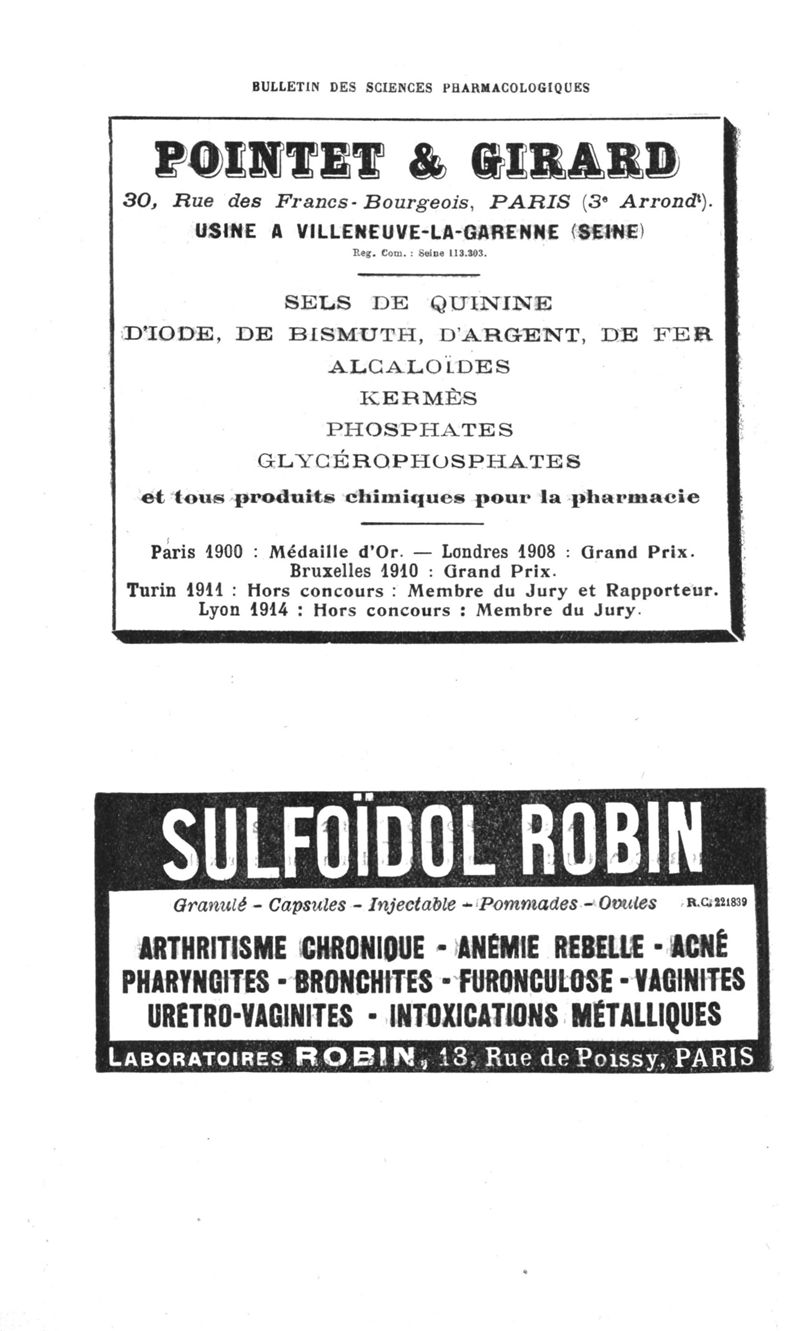 BULLETIN DES SCIENCES PHARMACOLOGIQUES
POINTET & GIRARD
30, Rue des Francs-Bourgeois, PARIS (3e Arrondt).
USINE A VILLENEUVE-LA-GARENNE (SEINE)
Reg. Com. : Seine 113.303.
SELS DE QUININE
D'IODE, DE BISMUTH, D'ARGENT, DE FER
ALCALOÏDES
KERMÈS
PHOSPHATES
GLYCÉROPHOSPHATES
et tous produits chimiques pour la pharmacie
Paris 1900 : Médaille d'Or. — Londres 1908 : Grand Prix.
Bruxelles 1910 : Grand Prix.
Turin 1911 : Hors concours : Membre du Jury et Rapporteur.
Lyon 1914 : Hors concours : Membre du Jury.
SULFOÏDOL ROBIN
Granulé - Capsules - Injectable - Pommades - Ovules R.C. 221839
ARTHRITISME CHRONIQUE - ANÉMIE REBELLE - ACNÉ
PHARYNGITES - BRONCHITES - FURONCULOSE - VAGINITES
URÉTRO-VAGINITES - INTOXICATIONS MÉTALLIQUES
LABORATOIRES ROBIN, 13, Rue de Poissy, PARIS